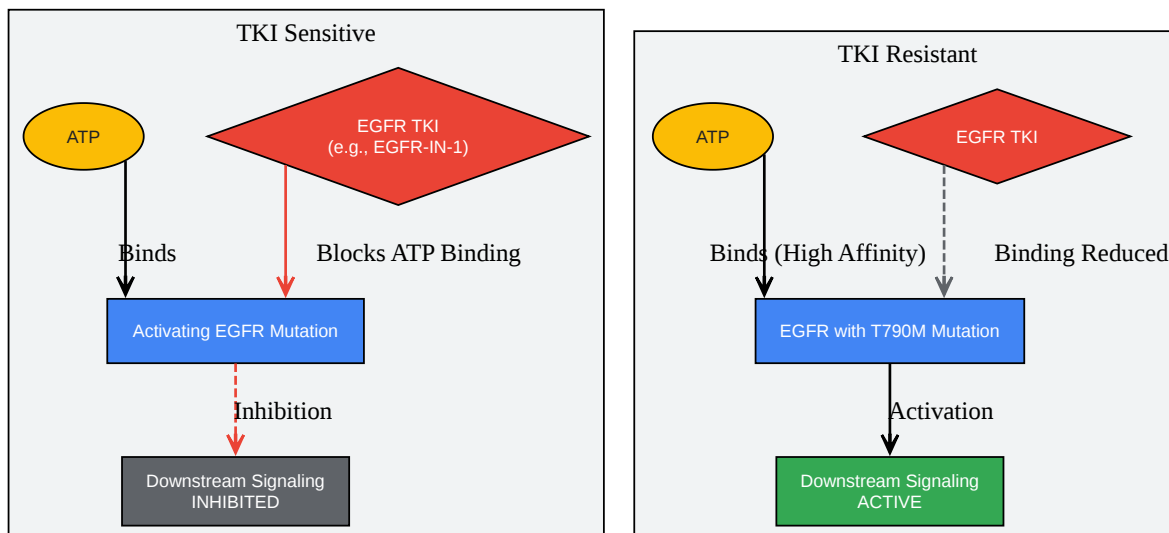 TKI Sensitive
ATP
EGFR TKI
(e.g., EGFR-IN-1)
Binds
Blocks ATP Binding
Activating EGFR Mutation
Inhibition
Downstream Signaling
INHIBITED
TKI Resistant
ATP
EGFR TKI
Binds (High Affinity)
Binding Reduced
EGFR with T790M Mutation
Activation
Downstream Signaling
ACTIVE